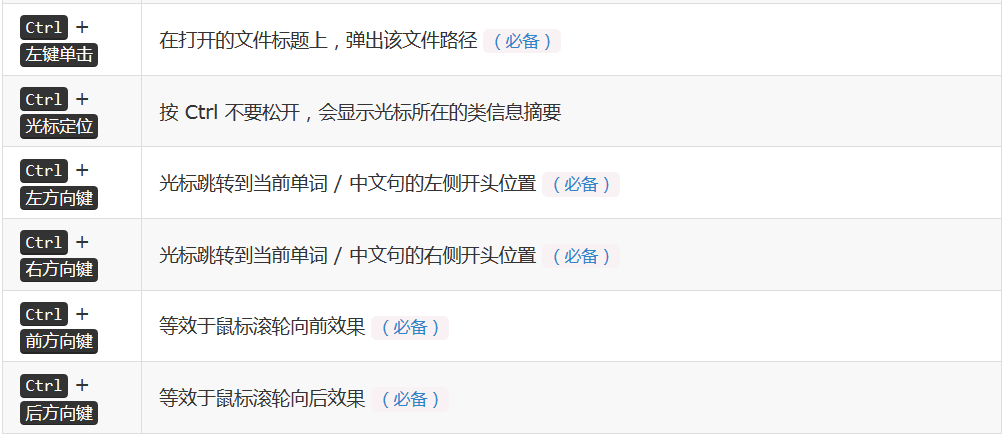 Ctrl +
左键单击
在打开的文件标题上，弹出该文件路径 （必备）
Ctrl +
光标定位
按 Ctrl 不要松开，会显示光标所在的类信息摘要
Ctrl +
左方向键
光标跳转到当前单词 / 中文句的左侧开头位置 （必备）
Ctrl +
右方向键
光标跳转到当前单词 / 中文句的右侧开头位置 （必备）
Ctrl +
前方向键
等效于鼠标滚轮向前效果 （必备）
Ctrl +
后方向键
等效于鼠标滚轮向后效果 （必备）